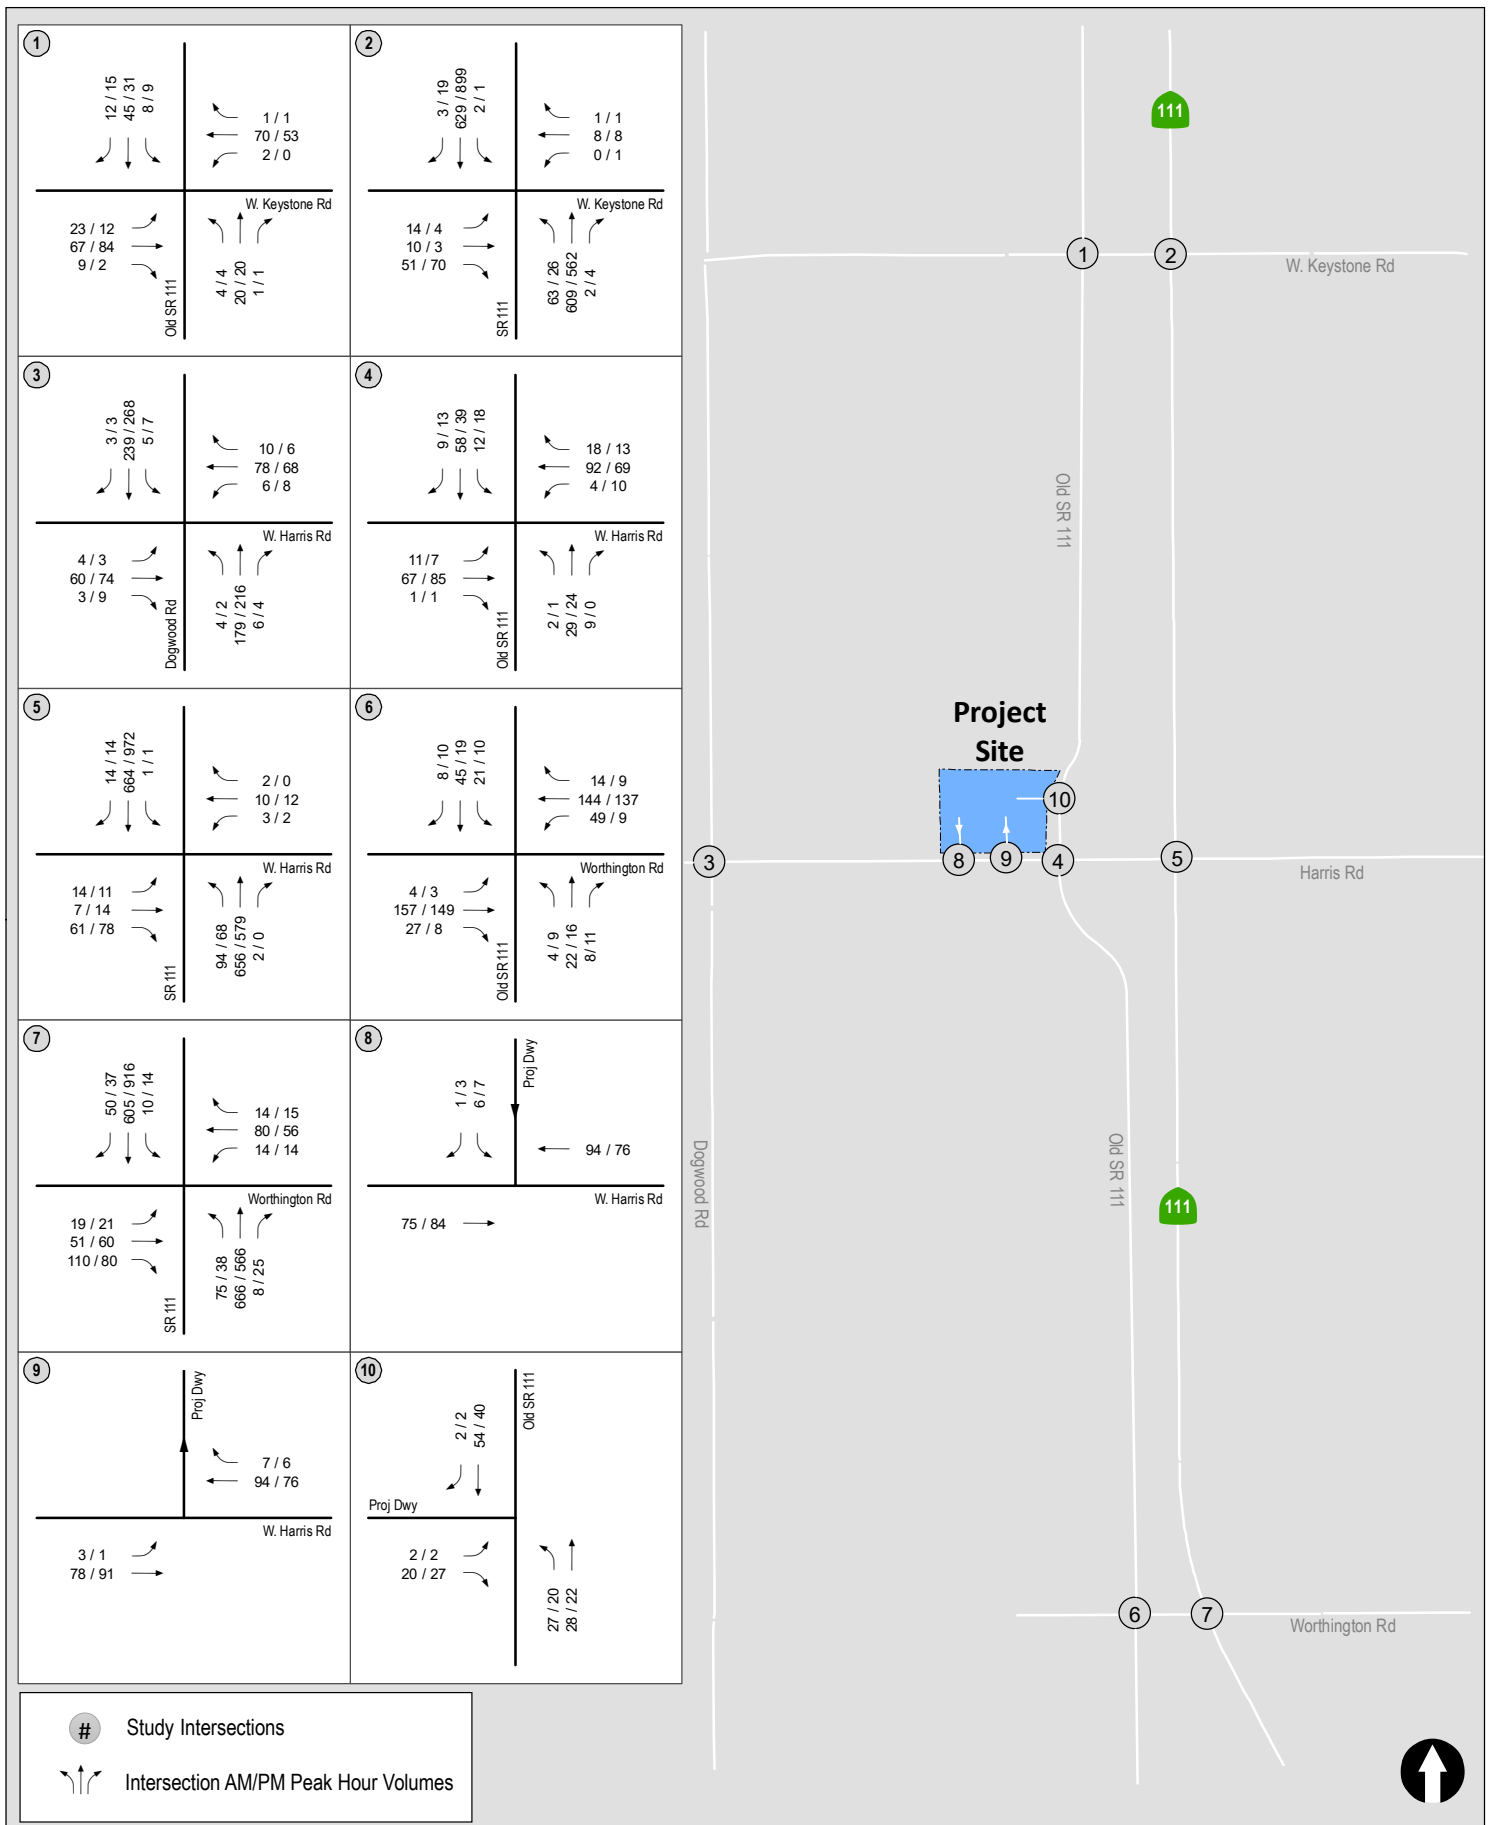 1
12 / 15
45 / 31
8 / 9
1 / 1
70 / 53
2 / 0
W. Keystone Rd
23 / 12
67 / 84
9 / 2
Old SR 111
4 / 4
20 / 20
1 / 1
2
3 / 19
629 / 899
2 / 1
1 / 1
8 / 8
0 / 1
W. Keystone Rd
14 / 4
10 / 3
51 / 70
SR111
63 / 26
609 / 562
2 / 4
3
3 / 3
239 / 268
5 / 7
10 / 6
78 / 68
6 / 8
W. Harris Rd
4 / 3
60 / 74
3 / 9
Dogwood Rd
4 / 2
179 / 216
6 / 4
4
9 / 13
58 / 39
12 / 18
18 / 13
92 / 69
4 / 10
W. Harris Rd
11/7
67 / 85
1 / 1
Old SR 111
2 / 1
29 / 24
9 / 0
5
14 / 14
664 / 972
1 / 1
2 / 0
10 / 12
3 / 2
W. Harris Rd
14 / 11
7 / 14
61 / 78
SR 111
94 / 68
656 / 579
2 / 0
6
8 / 10
45 / 19
21 / 10
14 / 9
144 / 137
49 / 9
Worthington Rd
4 / 3
157 / 149
27 / 8
Old SR 111
4 / 9
22 / 16
8/ 11
7
50 / 37
605 / 916
10 / 14
14 / 15
80 / 56
14 / 14
Worthington Rd
19 / 21
51 / 60
110 / 80
SR 111
75 / 38
666 / 566
8 / 25
8
Proj Dwy
1 / 3
6 / 7
94 / 76
W. Harris Rd
75 / 84
9
Proj Dwy
7 / 6
94 / 76
W. Harris Rd
3 / 1
78 / 91
10
Old SR 111
2 / 2
54 / 40
Proj Dwy
2 / 2
20 / 27
27 / 20
28 / 22
#
Study Intersections
Intersection AM/PM Peak Hour Volumes
111
1
2
W. Keystone Rd
Old SR 111
Project
Site
10
3
8
9
4
5
Harris Rd
Dogwood Rd
Old SR 111
111
6
7
Worthington Rd